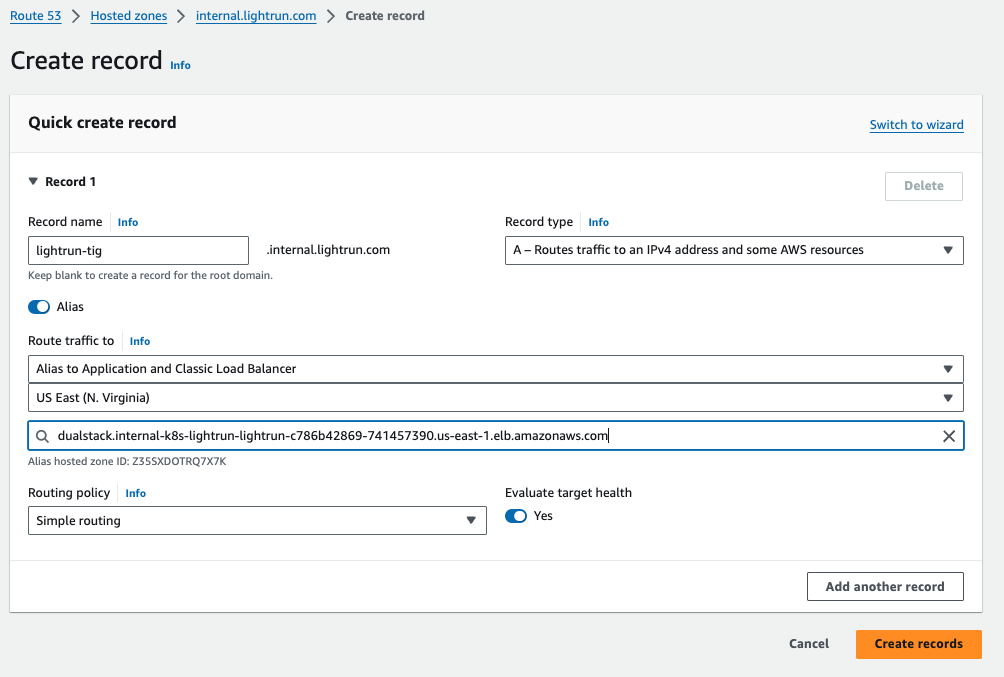 Route 53 > Hosted zones > internal.lightrun.com > Create record
Create record Info
Quick create record
Switch to wizard
Record 1
Delete
Record name Info
lightrun-tig
.internal.lightrun.com
Keep blank to create a record for the root domain.
Record type Info
A – Routes traffic to an IPv4 address and some AWS resources
Alias
Route traffic to Info
Alias to Application and Classic Load Balancer
US East (N. Virginia)
dualstack.internal-k8s-lightrun-lightrun-c786b42869-741457390.us-east-1.elb.amazonaws.com
Alias hosted zone ID: Z35SXDOTRQ7X7K
Routing policy Info
Simple routing
Evaluate target health
Yes
Add another record
Cancel
Create records